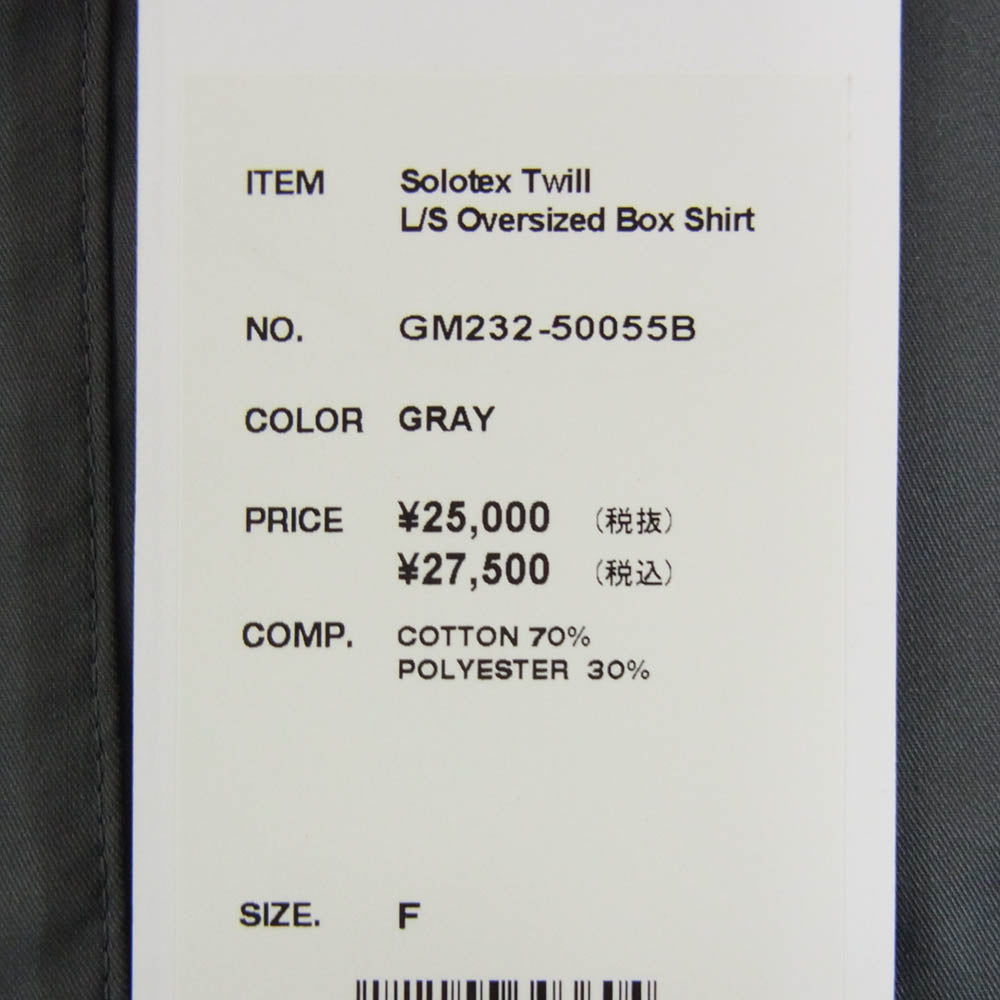 ITEM Solotex Twill
L/S Oversized Box Shirt
NO. GM232-50055B
COLOR GRAY
PRICE ¥25,000 (税抜)
¥27,500 (税込)
COMP. COTTON 70%
POLYESTER 30%
SIZE. F